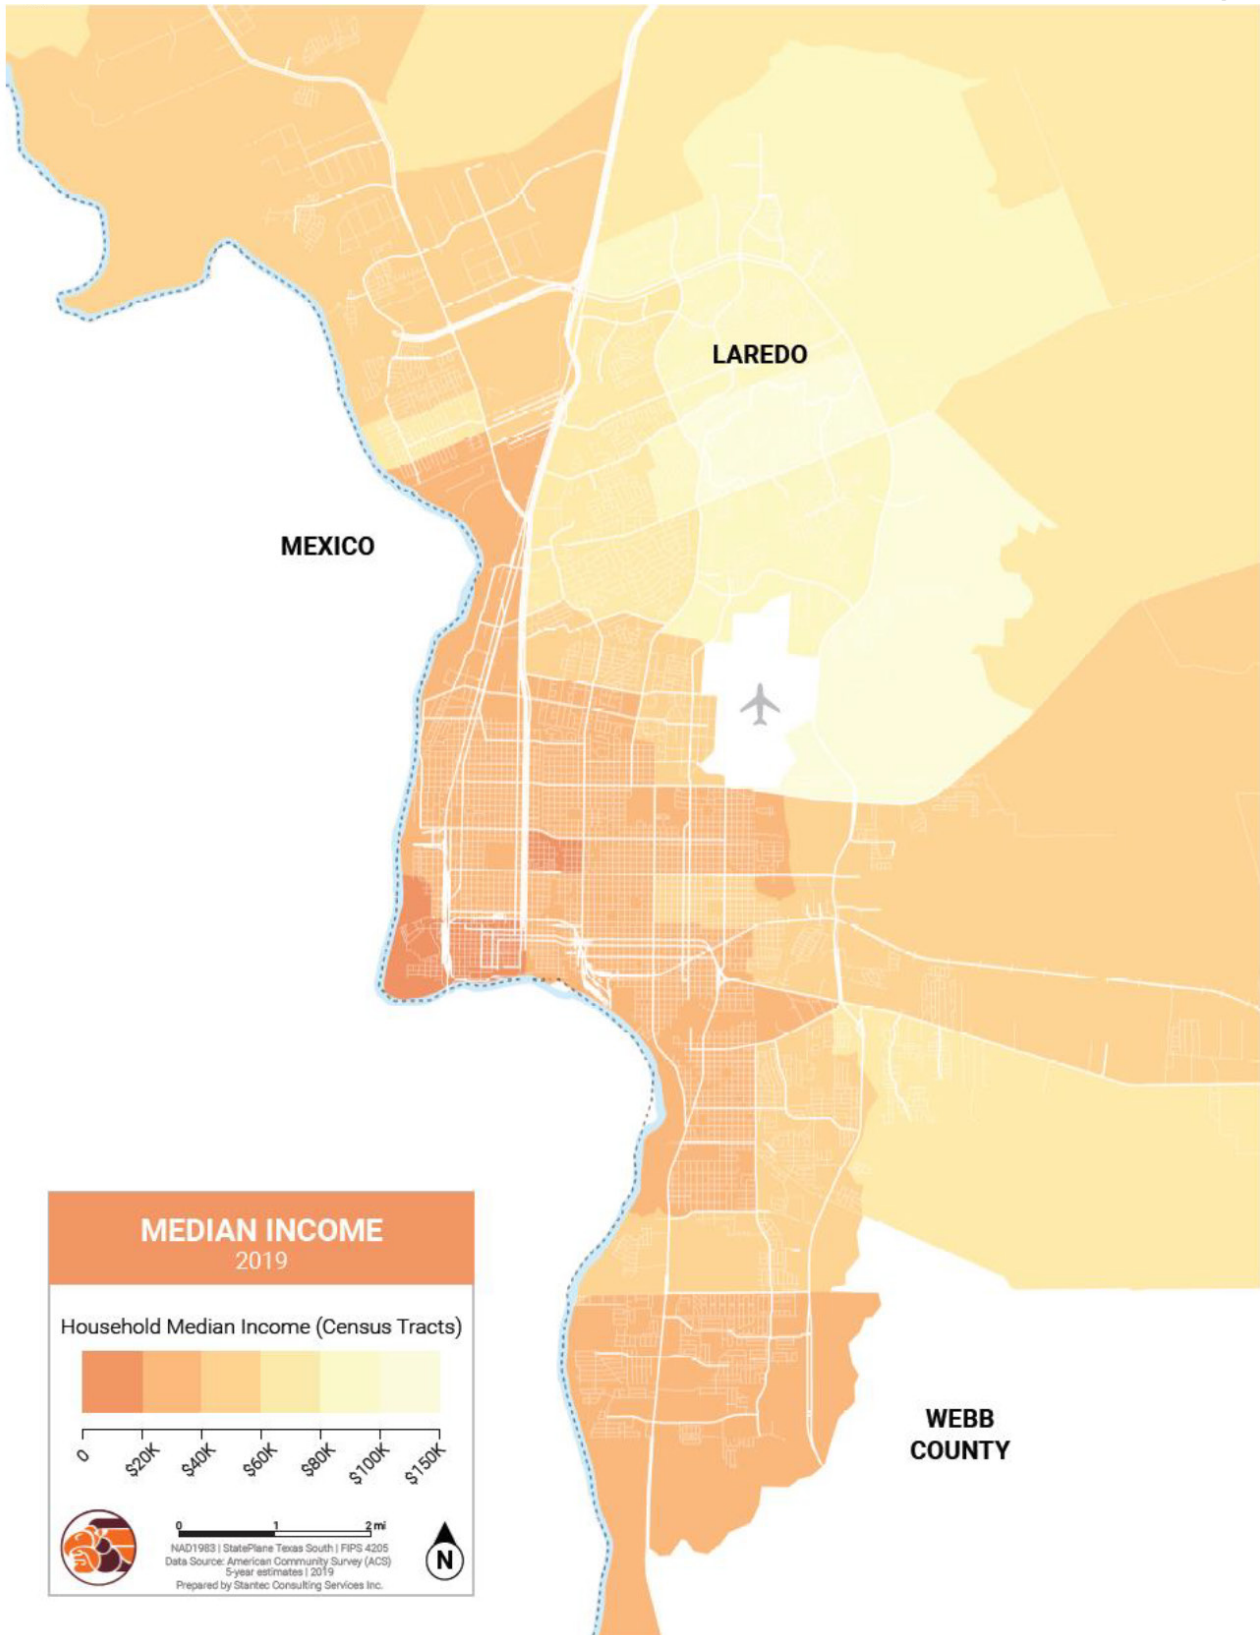 LAREDO
MEXICO
MEDIAN INCOME
2019
Household Median Income (Census Tracts)
0 $20K $40K $60K $80K $100K $150K
0 1 2 mi
NAD1983 | StatePlane Texas South | FIPS 4205
Data Source: American Community Survey (ACS)
5-year estimates | 2019
Prepared by Stantec Consulting Services Inc.
N
WEBB
COUNTY